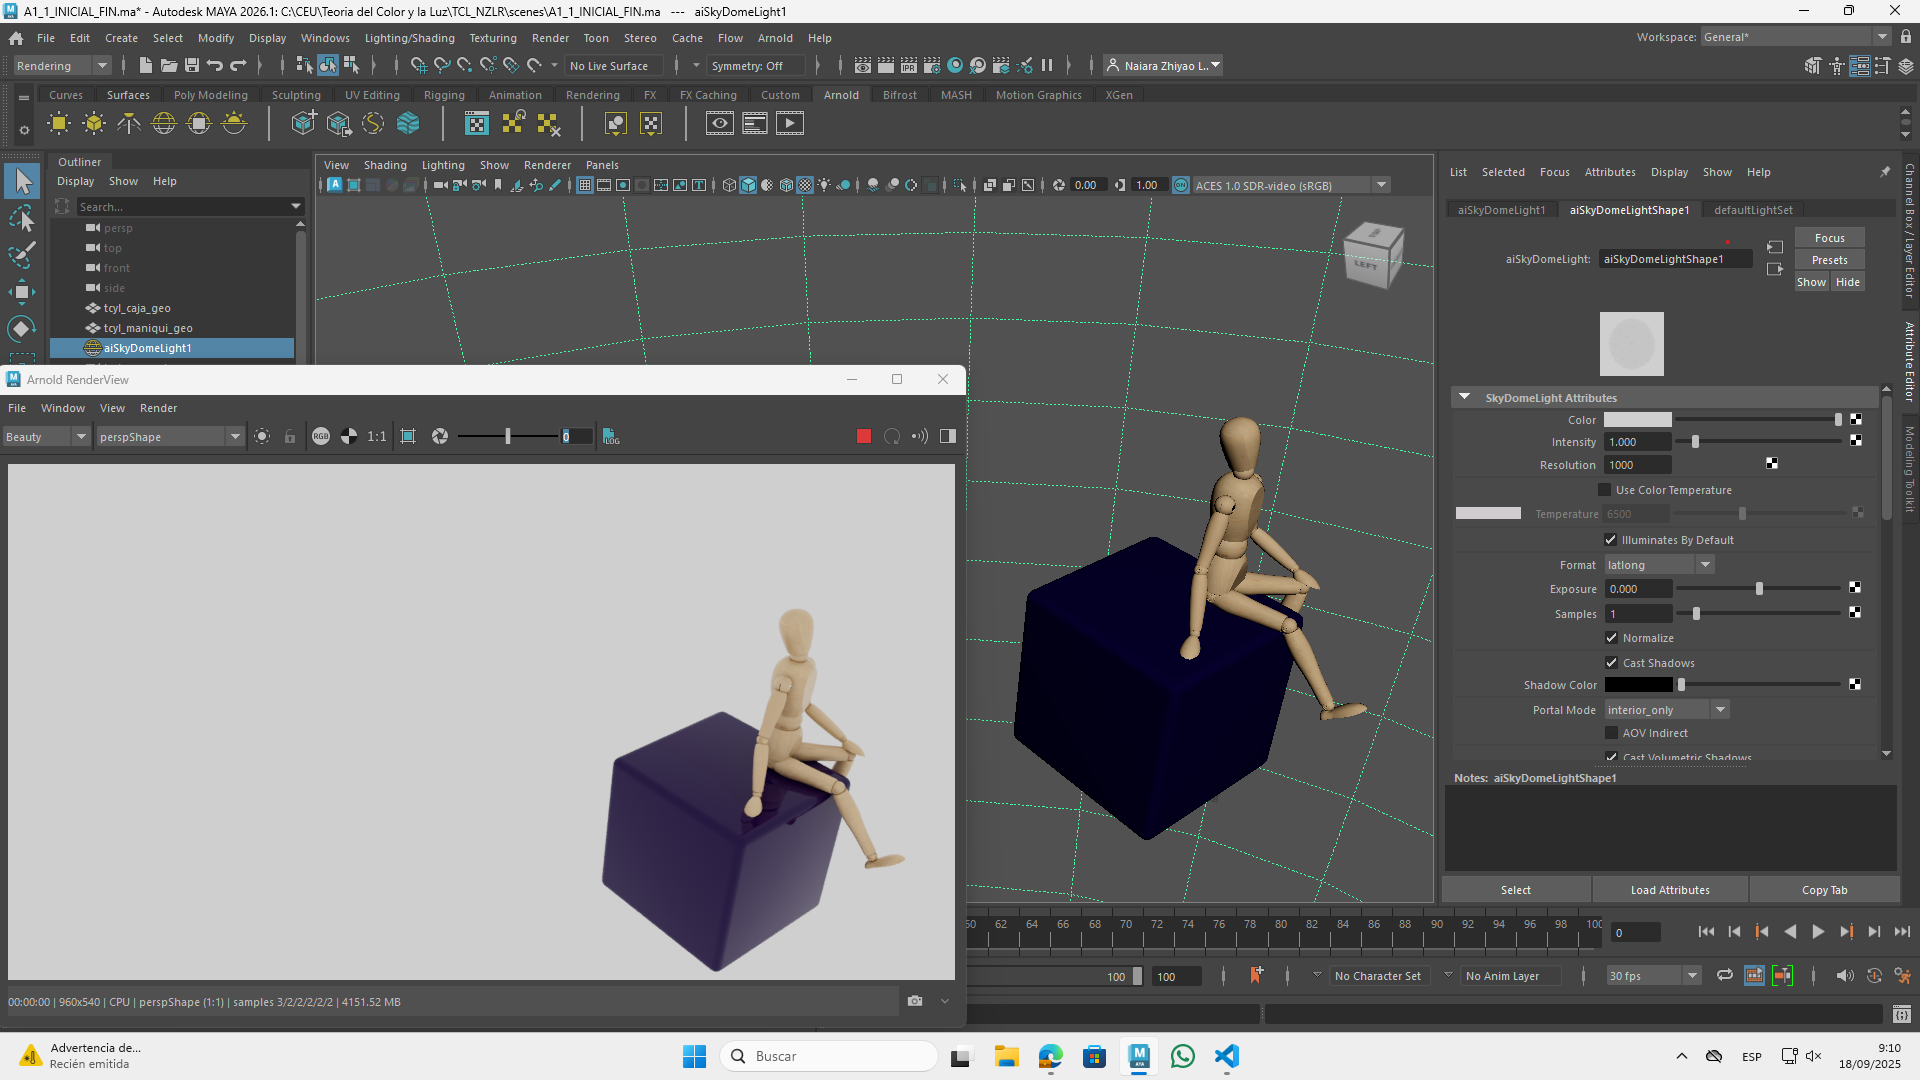 A1_1_INICIAL_FIN.ma* - Autodesk MAYA 2026.1: C:\CEU\Teoria del Color y la Luz\TCL_NZLR\scenes\A1_1_INICIAL_FIN.ma --- aiSkyDomeLight1
File Edit Create Select Modify Display Windows Lighting/Shading Texturing Render Toon Stereo Cache Flow Arnold Help
Workspace: General*
Rendering
No Live Surface
Symmetry: Off
IPR
Naiara Zhiyao L..
Curves Surfaces Poly Modeling Sculpting UV Editing Rigging Animation Rendering FX FX Caching Custom Arnold Bifrost MASH Motion Graphics XGen
Outliner
Display Show Help
Search...
persp
top
front
side
tcyl_caja_geo
tcyl_maniqui_geo
aiSkyDomeLight1
View Shading Lighting Show Renderer Panels
0.00
1.00
ACES 1.0 SDR-video (sRGB)
LEFT
Arnold RenderView
File Window View Render
Beauty
perspShape
RGB
1:1
0
LOG
00:00:00 | 960x540 | CPU | perspShape (1:1) | samples 3/2/2/2/2/2 | 4151.52 MB
List Selected Focus Attributes Display Show Help
aiSkyDomeLight1 aiSkyDomeLightShape1 defaultLightSet
aiSkyDomeLight: aiSkyDomeLightShape1
Focus
Presets
Show Hide
SkyDomeLight Attributes
Color
Intensity 1.000
Resolution 1000
Use Color Temperature
Temperature 6500
Illuminates By Default
Format latlong
Exposure 0.000
Samples 1
Normalize
Cast Shadows
Shadow Color
Portal Mode interior_only
AOV Indirect
Cast Volumetric Shadows
Notes: aiSkyDomeLightShape1
Select Load Attributes Copy Tab
Channel Box / Layer Editor
Attribute Editor
Modeling Toolkit
60 62 64 66 68 70 72 74 76 78 80 82 84 86 88 90 92 94 96 98 100
0
100
100
No Character Set
No Anim Layer
30 fps
Advertencia de...
Recién emitida
Buscar
ESP
9:10
18/09/2025